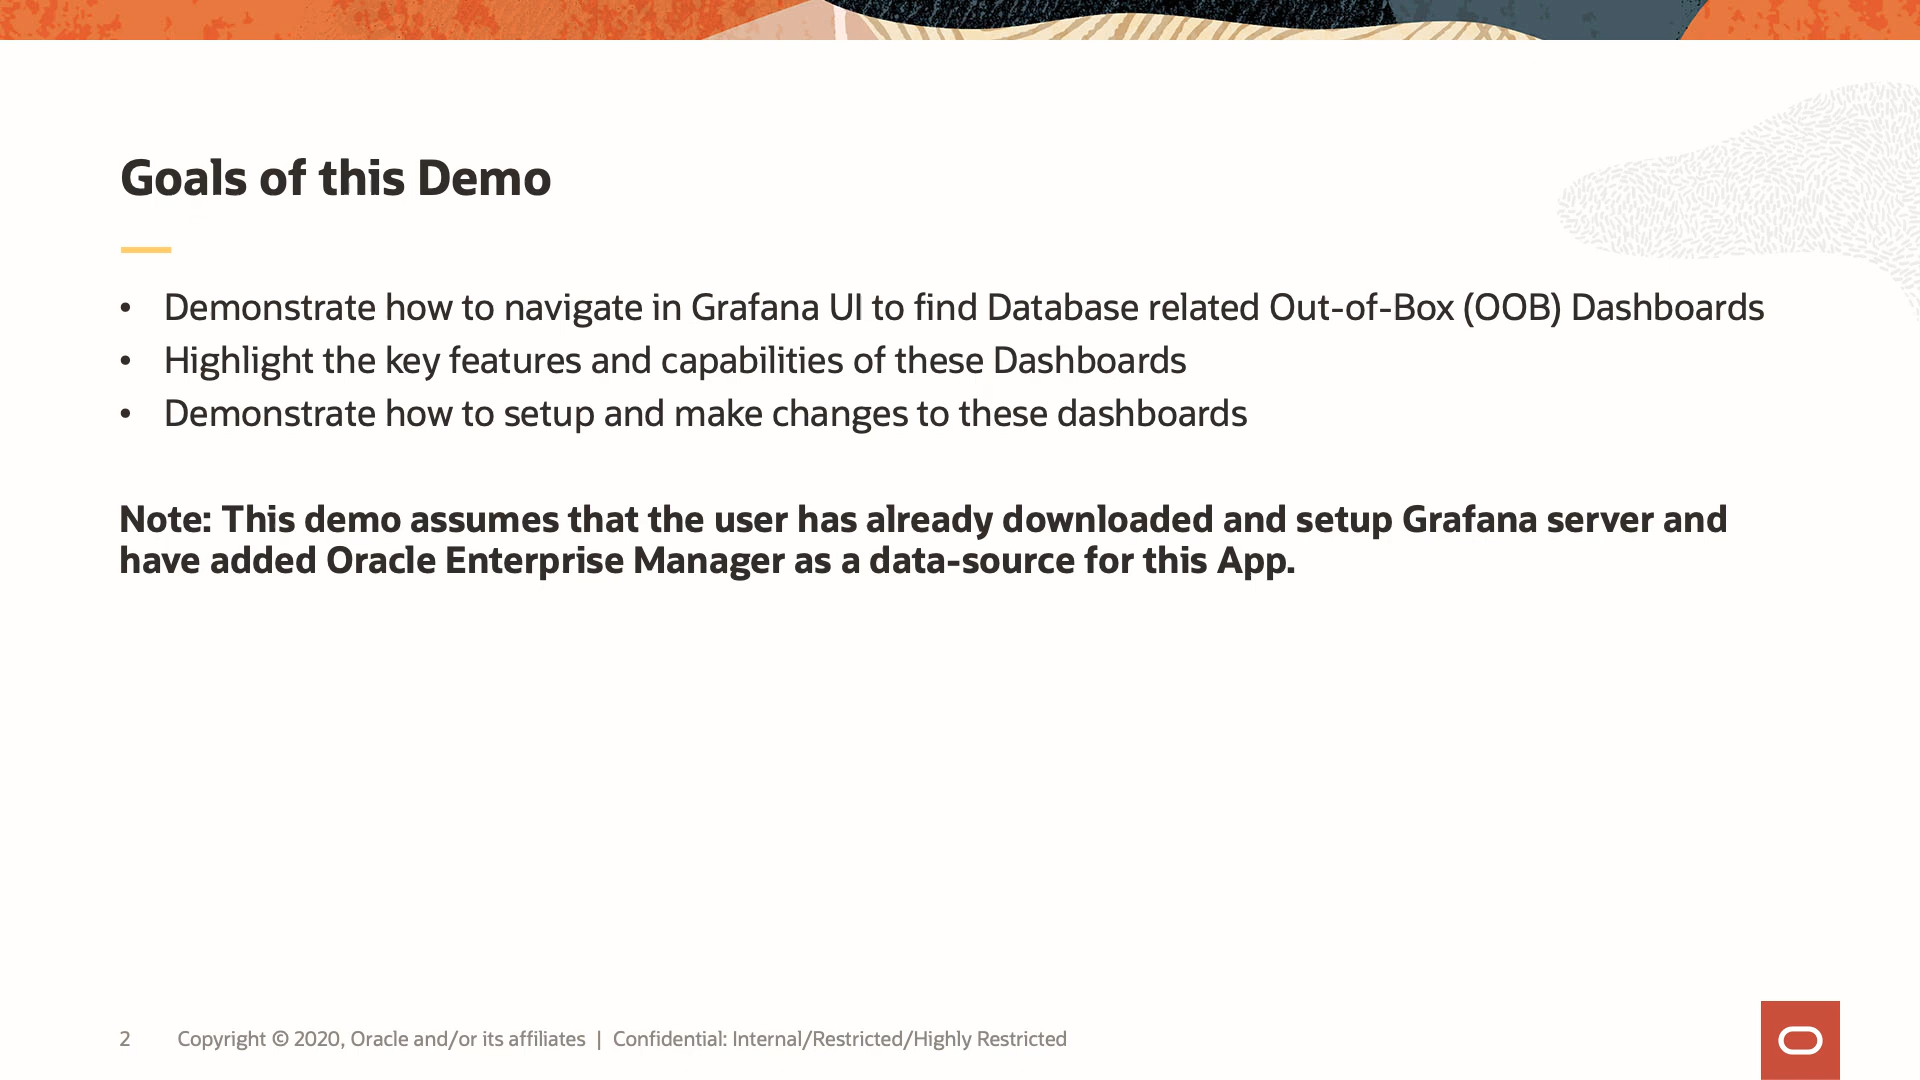 Goals of this Demo
• Demonstrate how to navigate in Grafana UI to find Database related Out-of-Box (OOB) Dashboards
• Highlight the key features and capabilities of these Dashboards
• Demonstrate how to setup and make changes to these dashboards
Note: This demo assumes that the user has already downloaded and setup Grafana server and
have added Oracle Enterprise Manager as a data-source for this App.
2 Copyright © 2020, Oracle and/or its affiliates | Confidential: Internal/Restricted/Highly Restricted